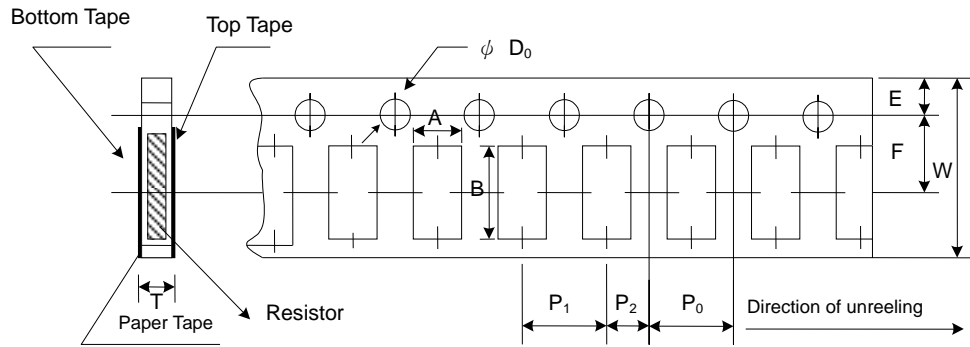 Bottom Tape
Top Tape
ψ D₀
E
A
F
W
B
T
P₁
P₂
P₀
Direction of unreeling
Paper Tape
Resistor